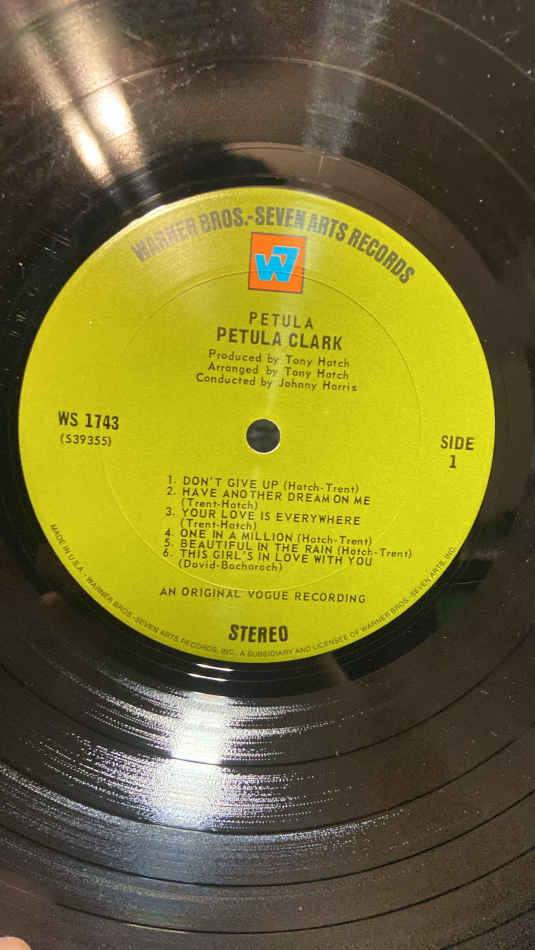 WARNER BROS.-SEVEN ARTS RECORDS
W7
PETULA
PETULA CLARK
Produced by Tony Hatch
Arranged by Tony Hatch
Conducted by Johnny Harris
WS 1743
(S39355)
SIDE
1
1. DON'T GIVE UP (Hatch-Trent)
2. HAVE ANOTHER DREAM ON ME
(Trent-Hatch)
3. YOUR LOVE IS EVERYWHERE
(Trent-Hatch)
4. ONE IN A MILLION (Hatch-Trent)
5. BEAUTIFUL IN THE RAIN (Hatch-Trent)
6. THIS GIRL'S IN LOVE WITH YOU
(David-Bacharach)
AN ORIGINAL VOGUE RECORDING
STEREO
MADE IN U.S.A. · WARNER BROS.-SEVEN ARTS RECORDS, INC., A SUBSIDIARY AND LICENSEE OF WARNER BROS.-SEVEN ARTS, INC.